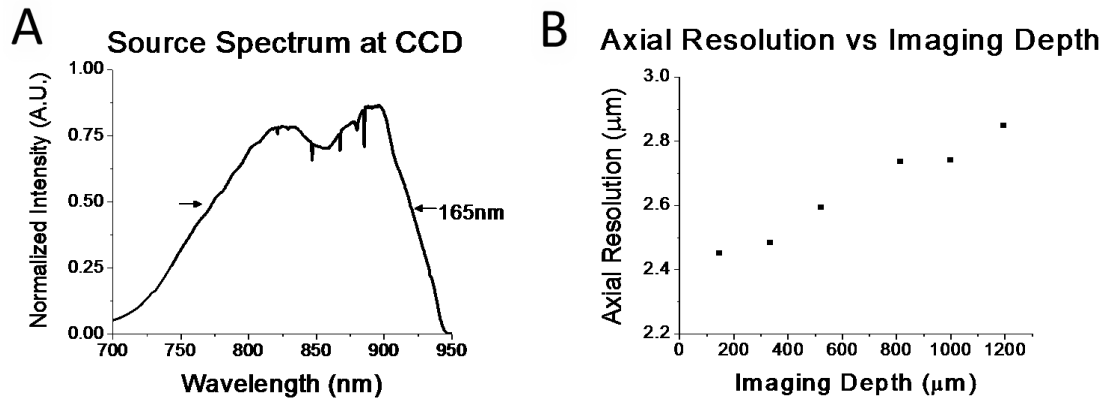 A
Source Spectrum at CCD
Normalized Intensity (A.U.)
1.00
0.75
0.50
0.25
0.00
165nm
700 750 800 850 900 950
Wavelength (nm)
B
Axial Resolution vs Imaging Depth
Axial Resolution (μm)
3.0
2.8
2.6
2.4
2.2
0 200 400 600 800 1000 1200
Imaging Depth (μm)